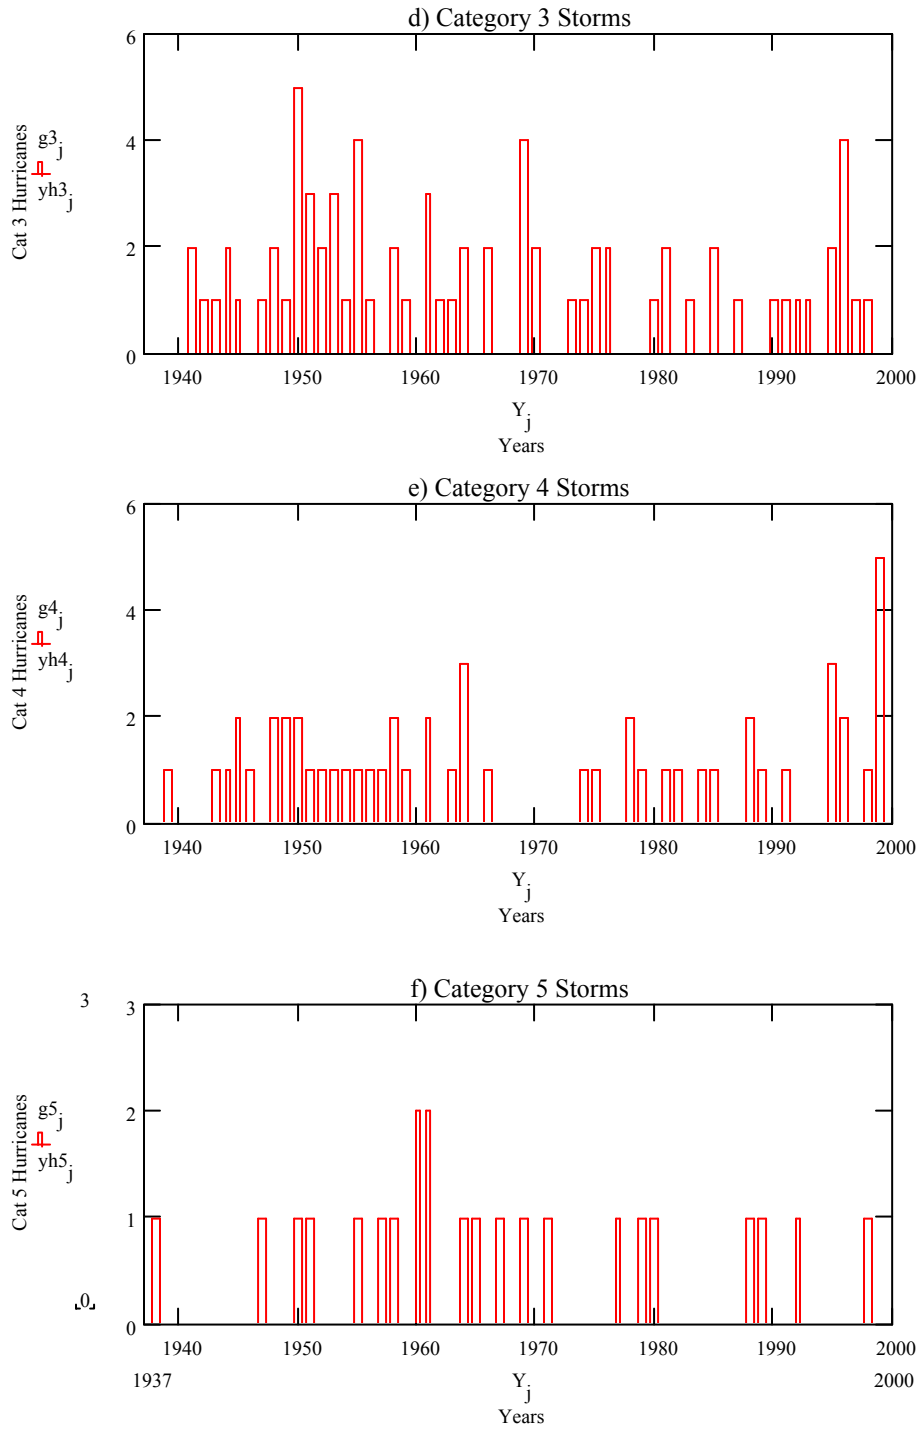 d) Category 3 Storms
6
4
2
0
Cat 3 Hurricanes
g3j
yh3j
1940 1950 1960 1970 1980 1990 2000
Yj
Years
e) Category 4 Storms
6
4
2
0
Cat 4 Hurricanes
g4j
yh4j
1940 1950 1960 1970 1980 1990 2000
Yj
Years
f) Category 5 Storms
3
3
2
1
0
0
Cat 5 Hurricanes
g5j
yh5j
1940 1950 1960 1970 1980 1990 2000
1937 Yj 2000
Years